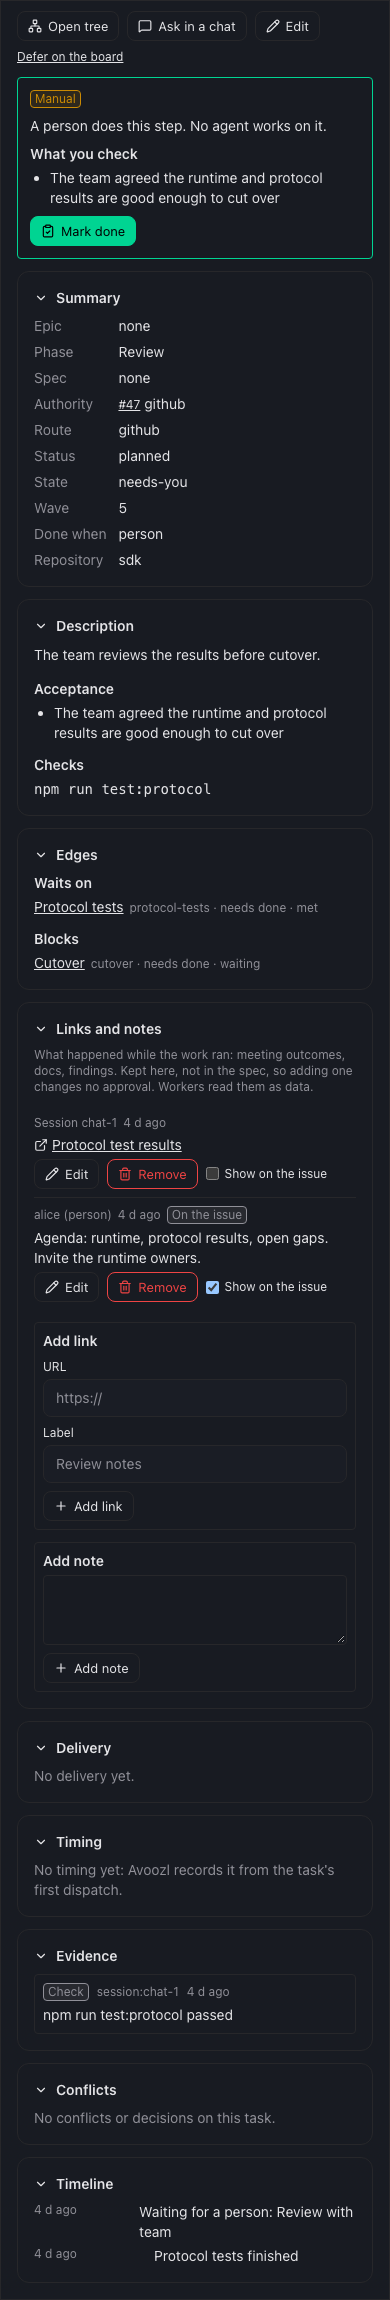 Open tree
Ask in a chat
Edit
Defer on the board
Manual
A person does this step. No agent works on it.
What you check
• The team agreed the runtime and protocol
results are good enough to cut over
Mark done
Summary
Epic none
Phase Review
Spec none
Authority #47 github
Route github
Status planned
State needs-you
Wave 5
Done when person
Repository sdk
Description
The team reviews the results before cutover.
Acceptance
• The team agreed the runtime and protocol
results are good enough to cut over
Checks
npm run test:protocol
Edges
Waits on
Protocol tests protocol-tests · needs done · met
Blocks
Cutover cutover · needs done · waiting
Links and notes
What happened while the work ran: meeting outcomes,
docs, findings. Kept here, not in the spec, so adding one
changes no approval. Workers read them as data.
Session chat-1 4 d ago
Protocol test results
Edit Remove Show on the issue
alice (person) 4 d ago On the issue
Agenda: runtime, protocol results, open gaps.
Invite the runtime owners.
Edit Remove Show on the issue
Add link
URL
https://
Label
Review notes
+ Add link
Add note
+ Add note
Delivery
No delivery yet.
Timing
No timing yet: Avoozl records it from the task's
first dispatch.
Evidence
Check session:chat-1 4 d ago
npm run test:protocol passed
Conflicts
No conflicts or decisions on this task.
Timeline
4 d ago Waiting for a person: Review with
team
4 d ago Protocol tests finished